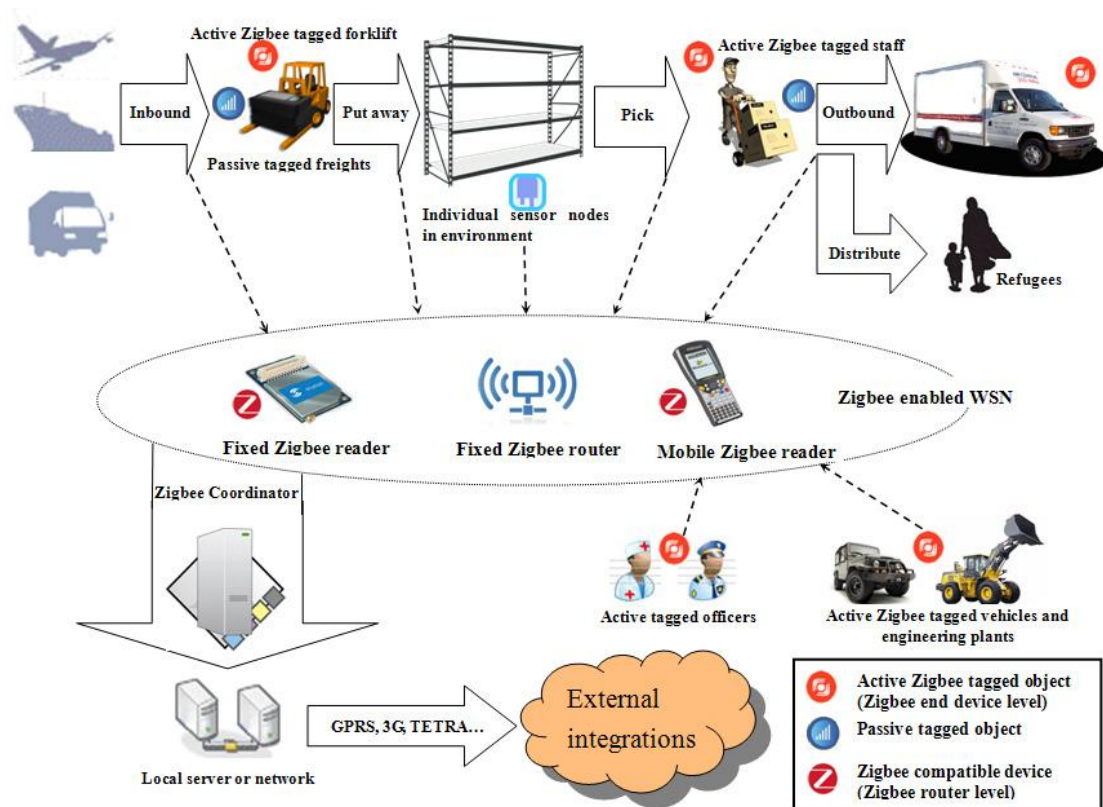 Active Zigbee tagged forklift
Active Zigbee tagged staff
Inbound
Put away
Pick
Outbound
Passive tagged freights
Individual sensor nodes
in environment
Distribute
Refugees
Zigbee enabled WSN
Fixed Zigbee reader
Fixed Zigbee router
Mobile Zigbee reader
Zigbee Coordinator
Active tagged officers
Active Zigbee tagged vehicles and
engineering plants
External
integrations
GPRS, 3G, TETRA...
Local server or network
Active Zigbee tagged object
(Zigbee end device level)
Passive tagged object
Zigbee compatible device
(Zigbee router level)